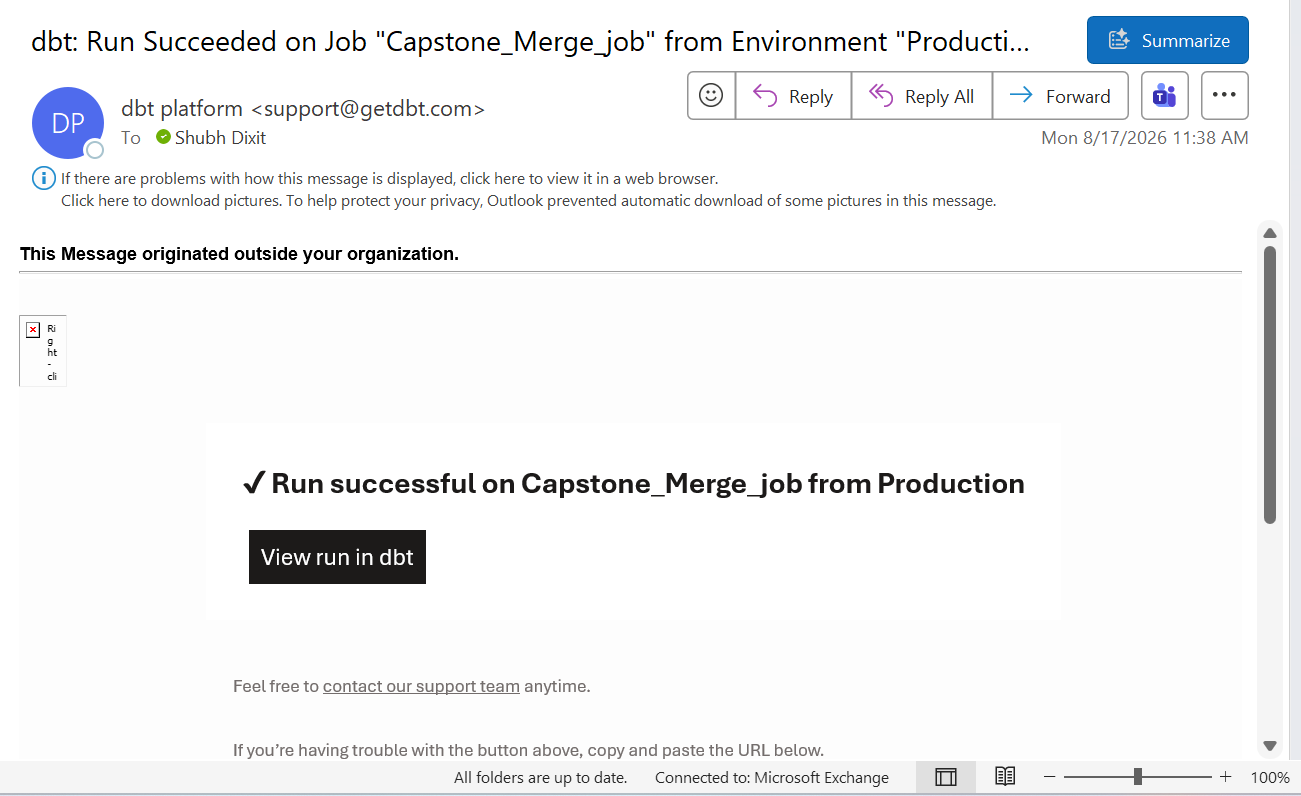 dbt: Run Succeeded on Job "Capstone_Merge_job" from Environment "Producti...
Summarize
DP
dbt platform <support@getdbt.com>
Reply
Reply All
Forward
To Shubh Dixit
Mon 8/17/2026 11:38 AM
If there are problems with how this message is displayed, click here to view it in a web browser.
Click here to download pictures. To help protect your privacy, Outlook prevented automatic download of some pictures in this message.
This Message originated outside your organization.
Ri
g
ht
-
cli
✓ Run successful on Capstone_Merge_job from Production
View run in dbt
Feel free to contact our support team anytime.
If you’re having trouble with the button above, copy and paste the URL below.
All folders are up to date. Connected to: Microsoft Exchange 100%